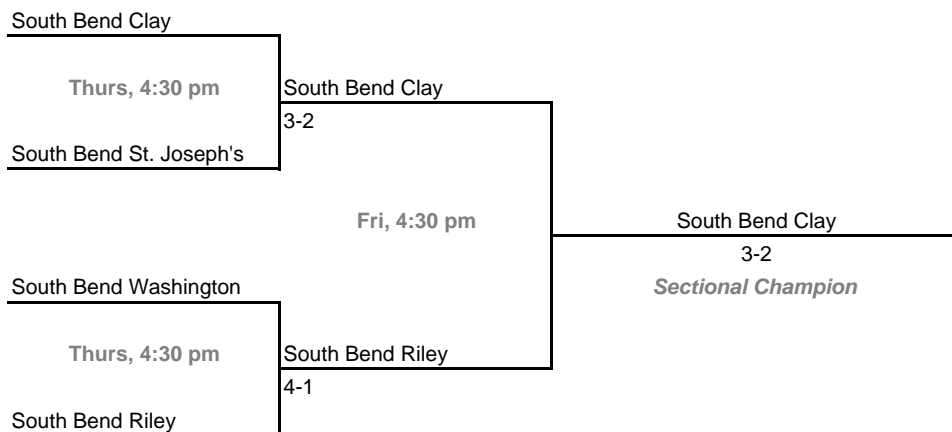 South Bend Clay
Thurs, 4:30 pm
South Bend Clay
3-2
South Bend St. Joseph's
Fri, 4:30 pm
South Bend Clay
3-2
Sectional Champion
South Bend Washington
Thurs, 4:30 pm
South Bend Riley
4-1
South Bend Riley